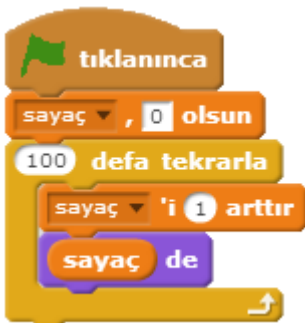 tıklanınca
sayaç , 0 olsun
100 defa tekrarla
sayaç 'i 1 arttır
sayaç de